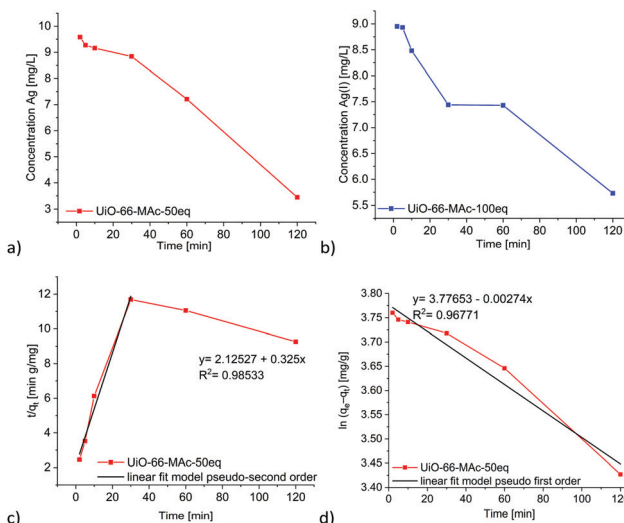 10
9
8
7
6
5
4
3
0 20 40 60 80 100 120
Concentration Ag [mg/L]
UiO-66-MAc-50eq
Time [min]
a)
9.0
8.5
8.0
7.5
7.0
6.5
6.0
5.5
0 20 40 60 80 100 120
Concentration Ag(I) [mg/L]
UiO-66-MAc-100eq
Time [min]
b)
14
12
10
8
6
4
2
0 20 40 60 80 100 120
t/qt [min g/mg]
y= 2.12527 + 0.325x
R²= 0.98533
UiO-66-MAc-50eq
linear fit model pseudo-second order
Time [min]
c)
3.80
3.75
3.70
3.65
3.60
3.55
3.50
3.45
3.40
0 20 40 60 80 100 120
ln (qe–qt) [mg/g]
y= 3.77653 - 0.00274x
R²= 0.96771
UiO-66-MAc-50eq
linear fit model pseudo first order
Time [min]
d)